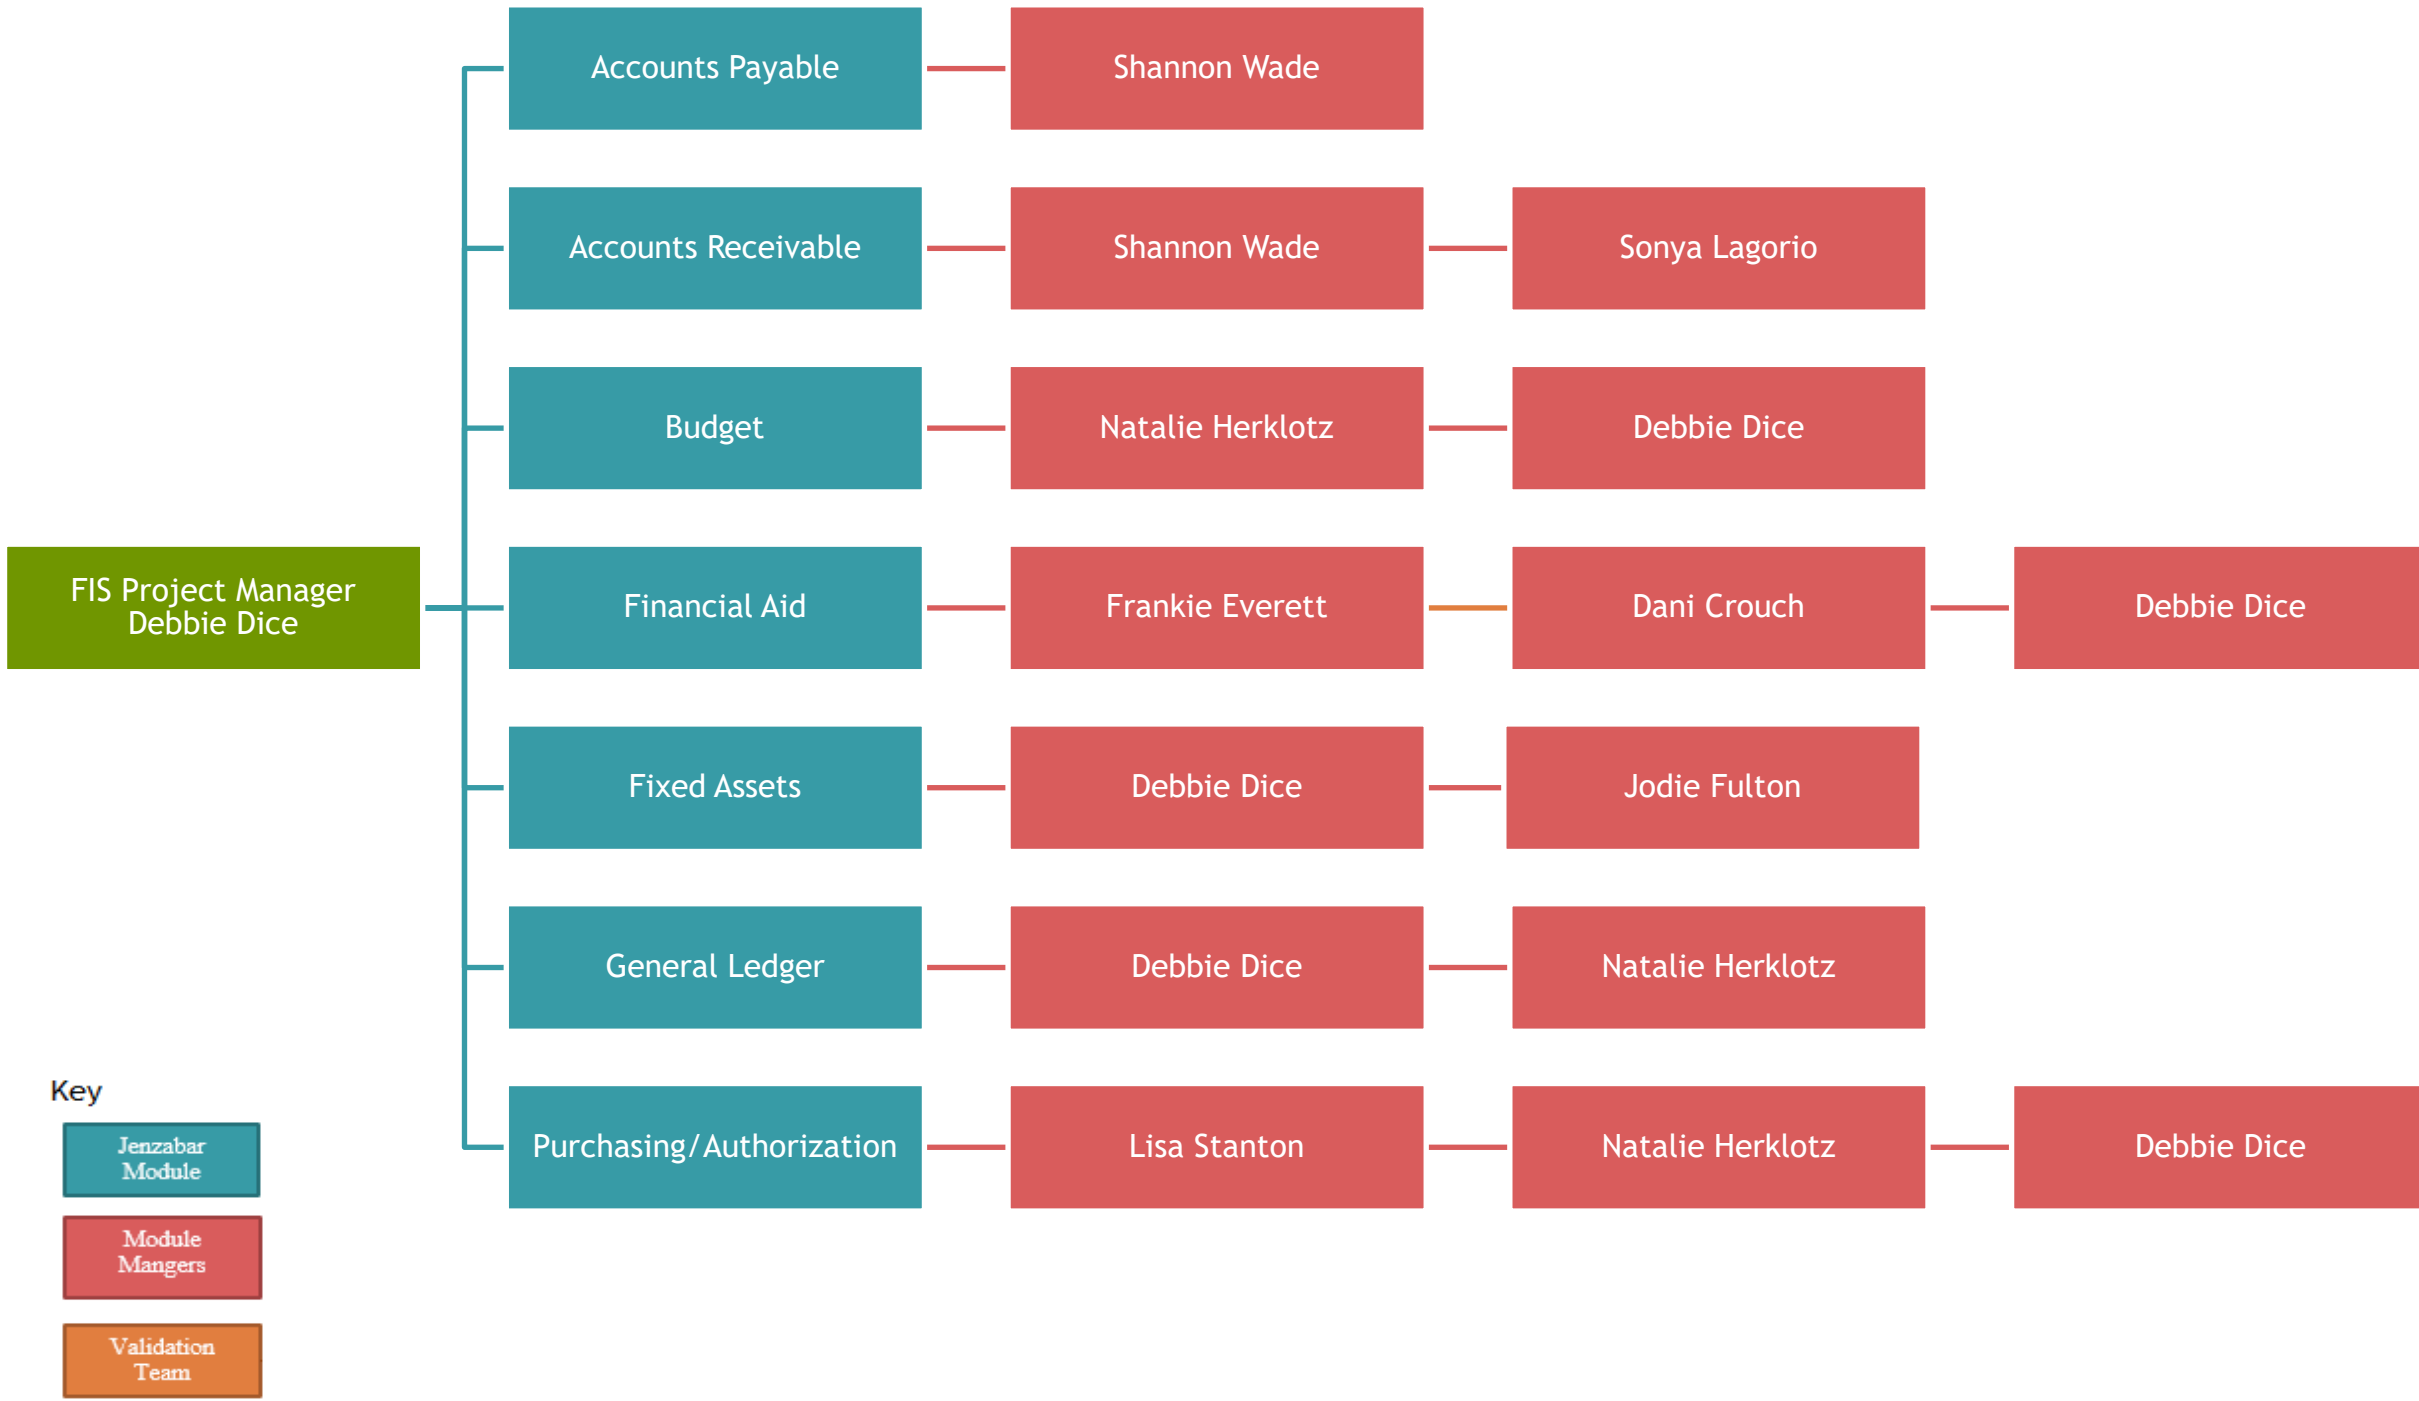 Accounts Payable
Shannon Wade
Accounts Receivable
Shannon Wade
Sonya Lagorio
Budget
Natalie Herklotz
Debbie Dice
FIS Project Manager
Debbie Dice
Financial Aid
Frankie Everett
Dani Crouch
Debbie Dice
Fixed Assets
Debbie Dice
Jodie Fulton
General Ledger
Debbie Dice
Natalie Herklotz
Purchasing/Authorization
Lisa Stanton
Natalie Herklotz
Debbie Dice
Key
Jenzabar
Module
Module
Mangers
Validation
Team